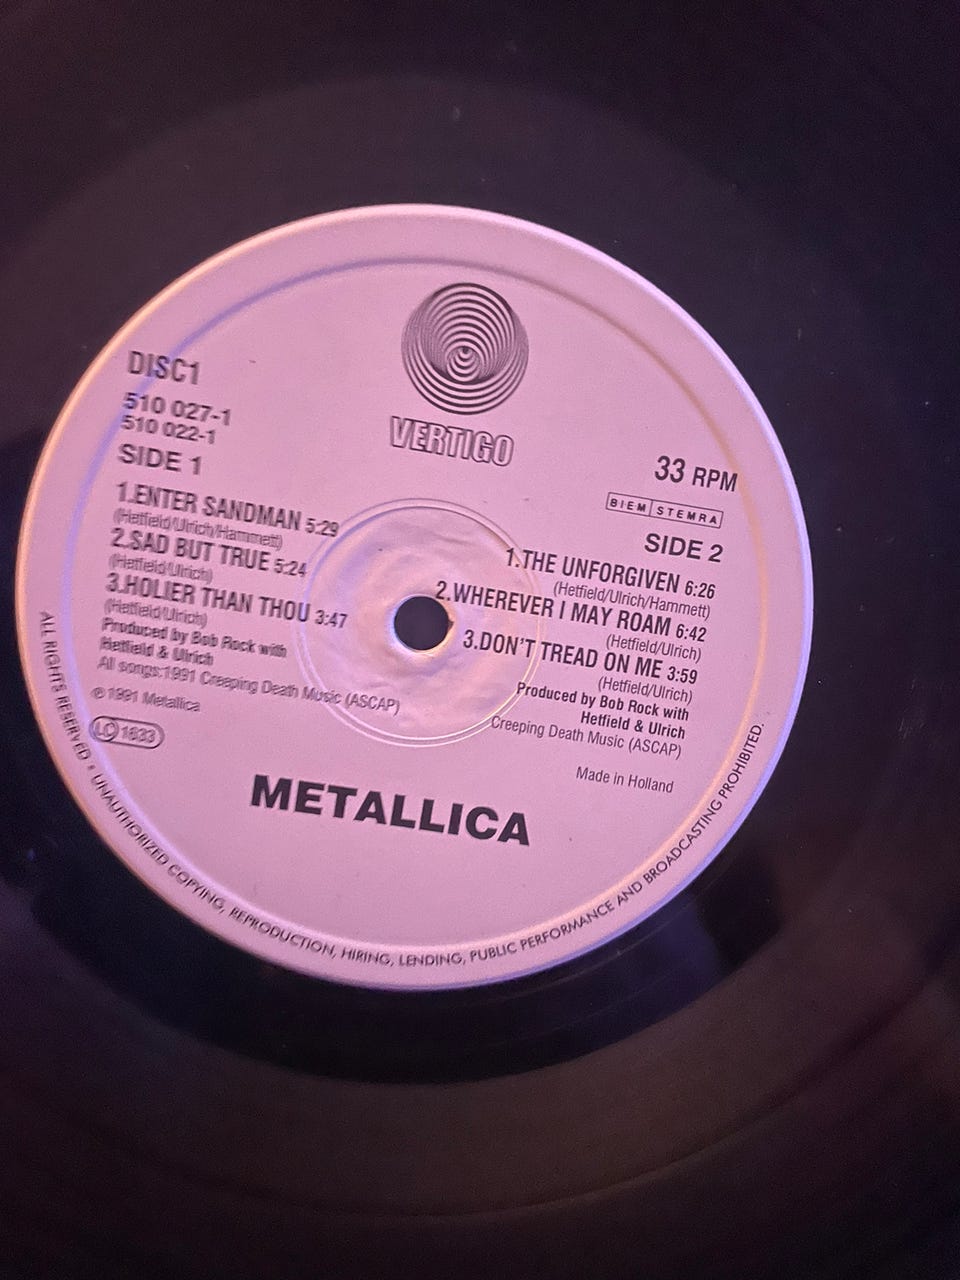 VERTIGO
DISC1
510 027-1
510 022-1
SIDE 1
1.ENTER SANDMAN 5:29
(Hetfield/Ulrich/Hammett)
2.SAD BUT TRUE 5:24
(Hetfield/Ulrich)
3.HOLIER THAN THOU 3:47
(Hetfield/Ulrich)
Produced by Bob Rock with
Hetfield & Ulrich
All songs:1991 Creeping Death Music (ASCAP)
℗ 1991 Metallica
LC 1633
33 RPM
BIEM STEMRA
SIDE 2
1.THE UNFORGIVEN 6:26
(Hetfield/Ulrich/Hammett)
2.WHEREVER I MAY ROAM 6:42
(Hetfield/Ulrich)
3.DON'T TREAD ON ME 3:59
(Hetfield/Ulrich)
Produced by Bob Rock with
Hetfield & Ulrich
Creeping Death Music (ASCAP)
Made in Holland
METALLICA
ALL RIGHTS RESERVED • UNAUTHORIZED COPYING, REPRODUCTION, HIRING, LENDING, PUBLIC PERFORMANCE AND BROADCASTING PROHIBITED.